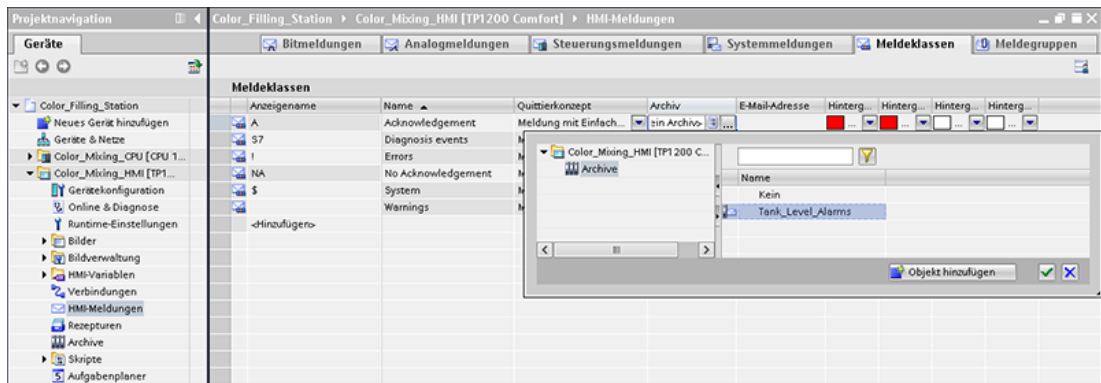 Projektnavigation
Color_Filling_Station ▸ Color_Mixing_HMI [TP1200 Comfort] ▸ HMI-Meldungen
Geräte
Bitmeldungen Analogmeldungen Steuerungsmeldungen Systemmeldungen Meldeklassen Meldegruppen
Meldeklassen
Anzeigename Name Quittierkonzept Archiv E-Mail-Adresse Hinterg... Hinterg... Hinterg... Hinterg...
A Acknowledgement Meldung mit Einfach... ein Archiv> ... ... ... ... ...
S7 Diagnosis events
! Errors
NA No Acknowledgement
$ System
Warnings
<Hinzufügen>
Color_Filling_Station
Neues Gerät hinzufügen
Geräte & Netze
Color_Mixing_CPU [CPU 1...
Color_Mixing_HMI [TP1...
Gerätekonfiguration
Online & Diagnose
Runtime-Einstellungen
Bilder
Bildverwaltung
HMI-Variablen
Verbindungen
HMI-Meldungen
Rezepturen
Archive
Skripte
Aufgabenplaner
Color_Mixing_HMI [TP1200 C...
Archive
Name
Kein
Tank_Level_Alarms
Objekt hinzufügen